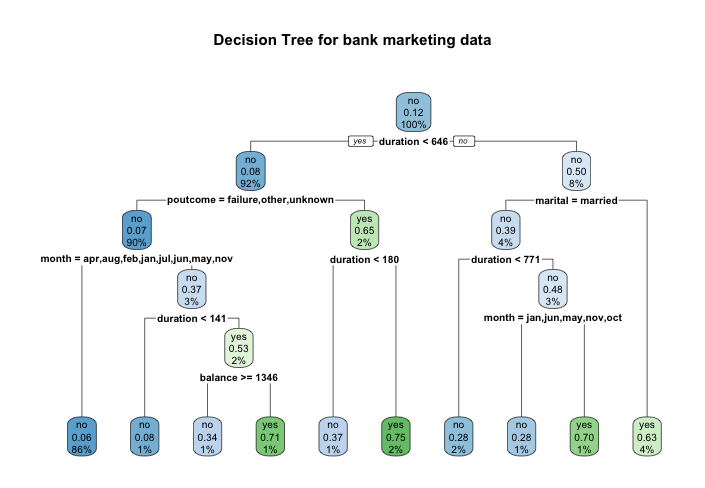 Decision Tree for bank marketing data
no
0.12
100%
yes duration < 646 no
no
0.08
92%
no
0.50
8%
poutcome = failure,other,unknown
marital = married
no
0.07
90%
yes
0.65
2%
no
0.39
4%
month = apr,aug,feb,jan,jul,jun,may,nov
duration < 180
duration < 771
no
0.37
3%
no
0.48
3%
duration < 141
month = jan,jun,may,nov,oct
yes
0.53
2%
balance >= 1346
no
0.06
86%
no
0.08
1%
no
0.34
1%
yes
0.71
1%
no
0.37
1%
yes
0.75
2%
no
0.28
2%
no
0.28
1%
yes
0.70
1%
yes
0.63
4%